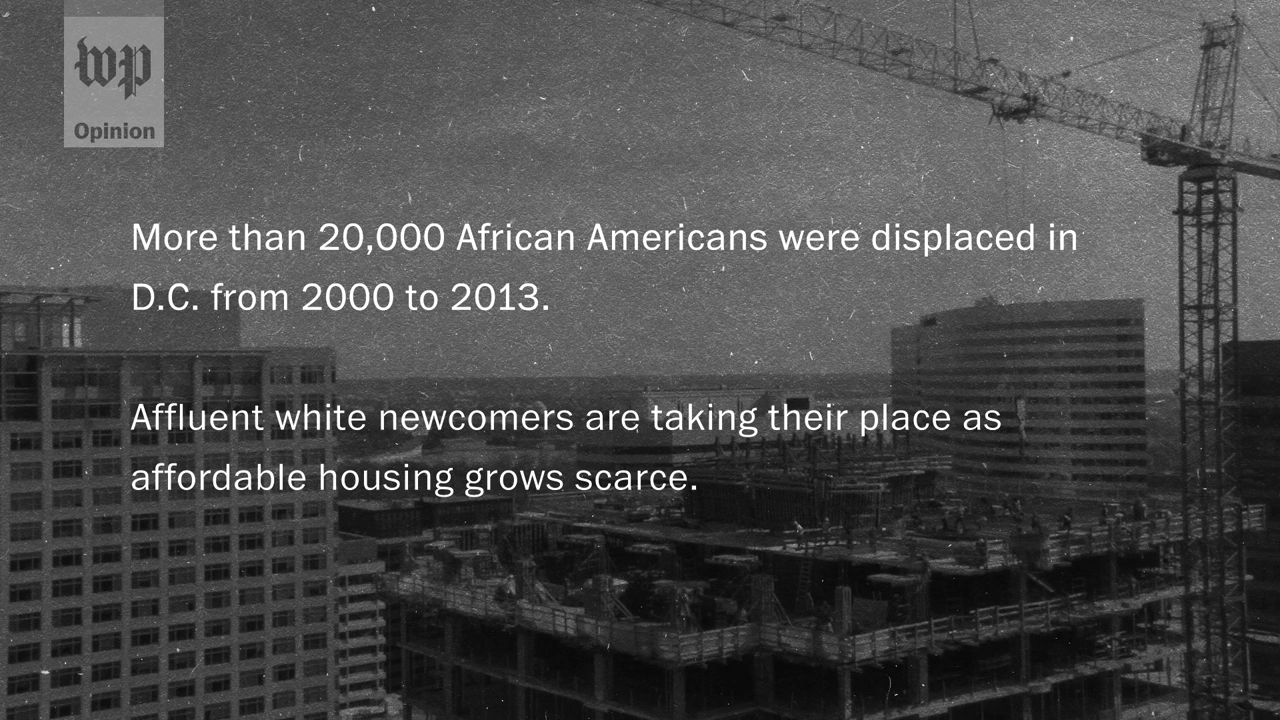 wp
Opinion
More than 20,000 African Americans were displaced in
D.C. from 2000 to 2013.
Affluent white newcomers are taking their place as
affordable housing grows scarce.